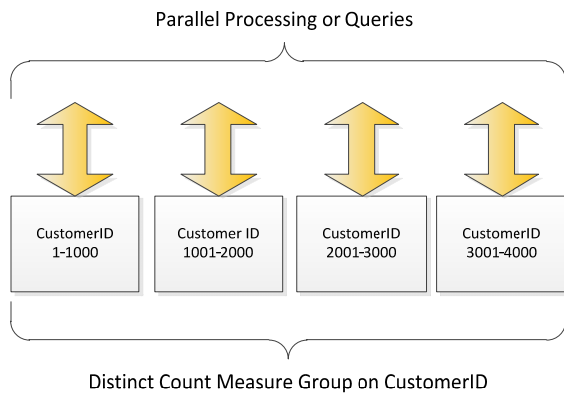 Parallel Processing or Queries
CustomerID
1-1000
Customer ID
1001-2000
CustomerID
2001-3000
CustomerID
3001-4000
Distinct Count Measure Group on CustomerID